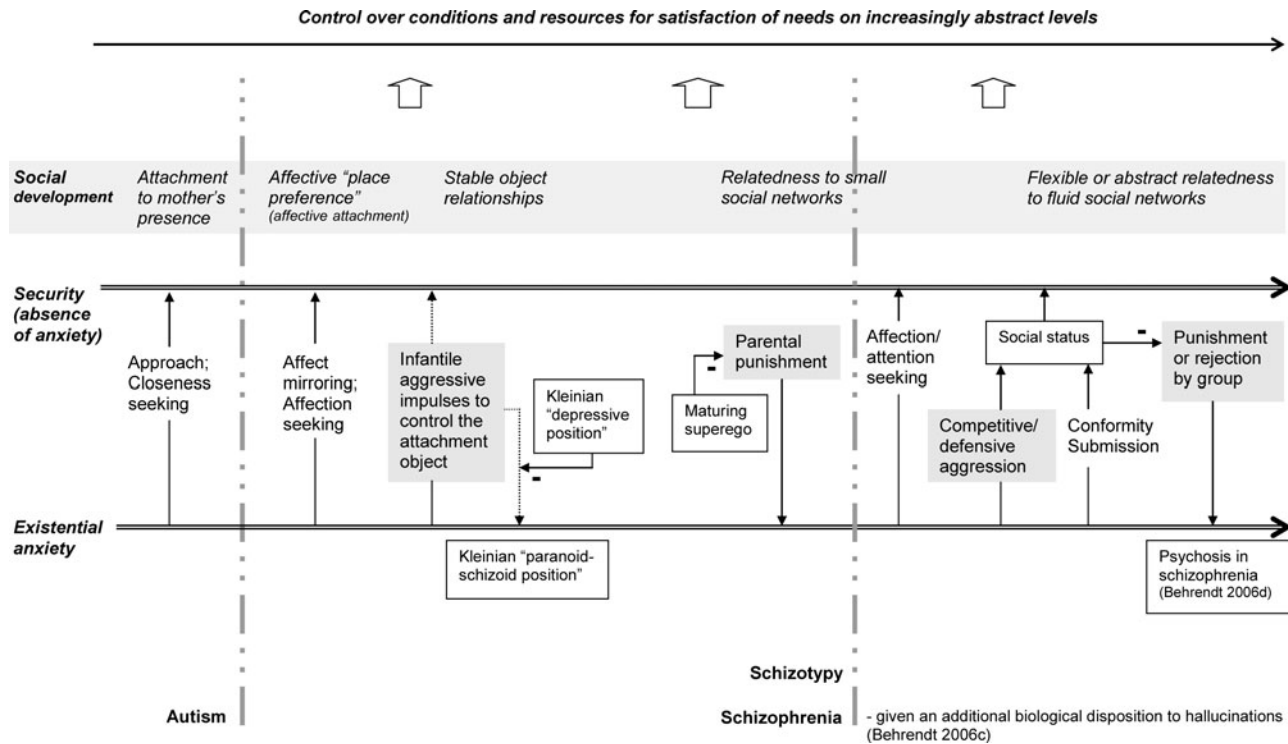 Control over conditions and resources for satisfaction of needs on increasingly abstract levels
Social
development
Attachment
to mother's
presence
Affective "place
preference"
(affective attachment)
Stable object
relationships
Relatedness to small
social networks
Flexible or abstract relatedness
to fluid social networks
Security
(absence
of anxiety)
Approach;
Closeness
seeking
Affect
mirroring;
Affection
seeking
Infantile
aggressive
impulses to
control the
attachment
object
Kleinian
"depressive
position"
-
Maturing
superego
-
Parental
punishment
Affection/
attention
seeking
Social status
-
Punishment
or rejection
by group
Competitive/
defensive
aggression
Conformity
Submission
Existential
anxiety
Kleinian "paranoid-
schizoid position"
Psychosis in
schizophrenia
(Behrendt 2006d)
Schizotypy
Autism
Schizophrenia
- given an additional biological disposition to hallucinations
(Behrendt 2006c)